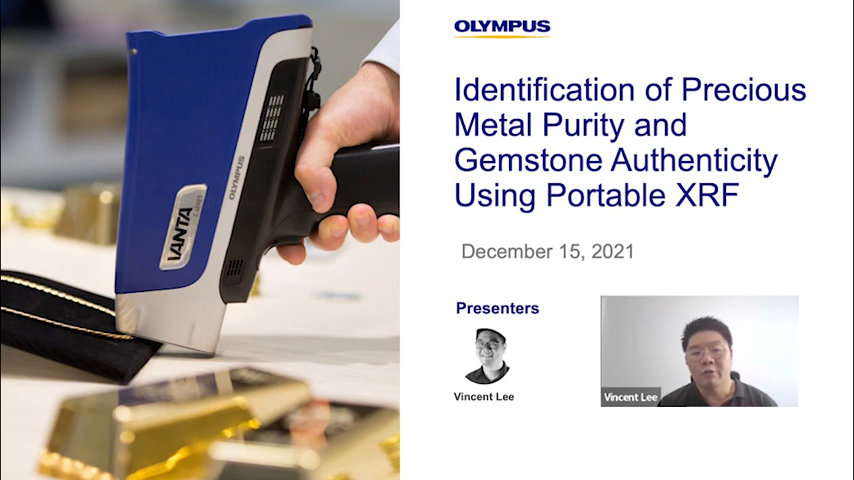 OLYMPUS
VANTA
OLYMPUS
Identification of Precious
Metal Purity and
Gemstone Authenticity
Using Portable XRF
December 15, 2021
Presenters
Vincent Lee
Vincent Lee